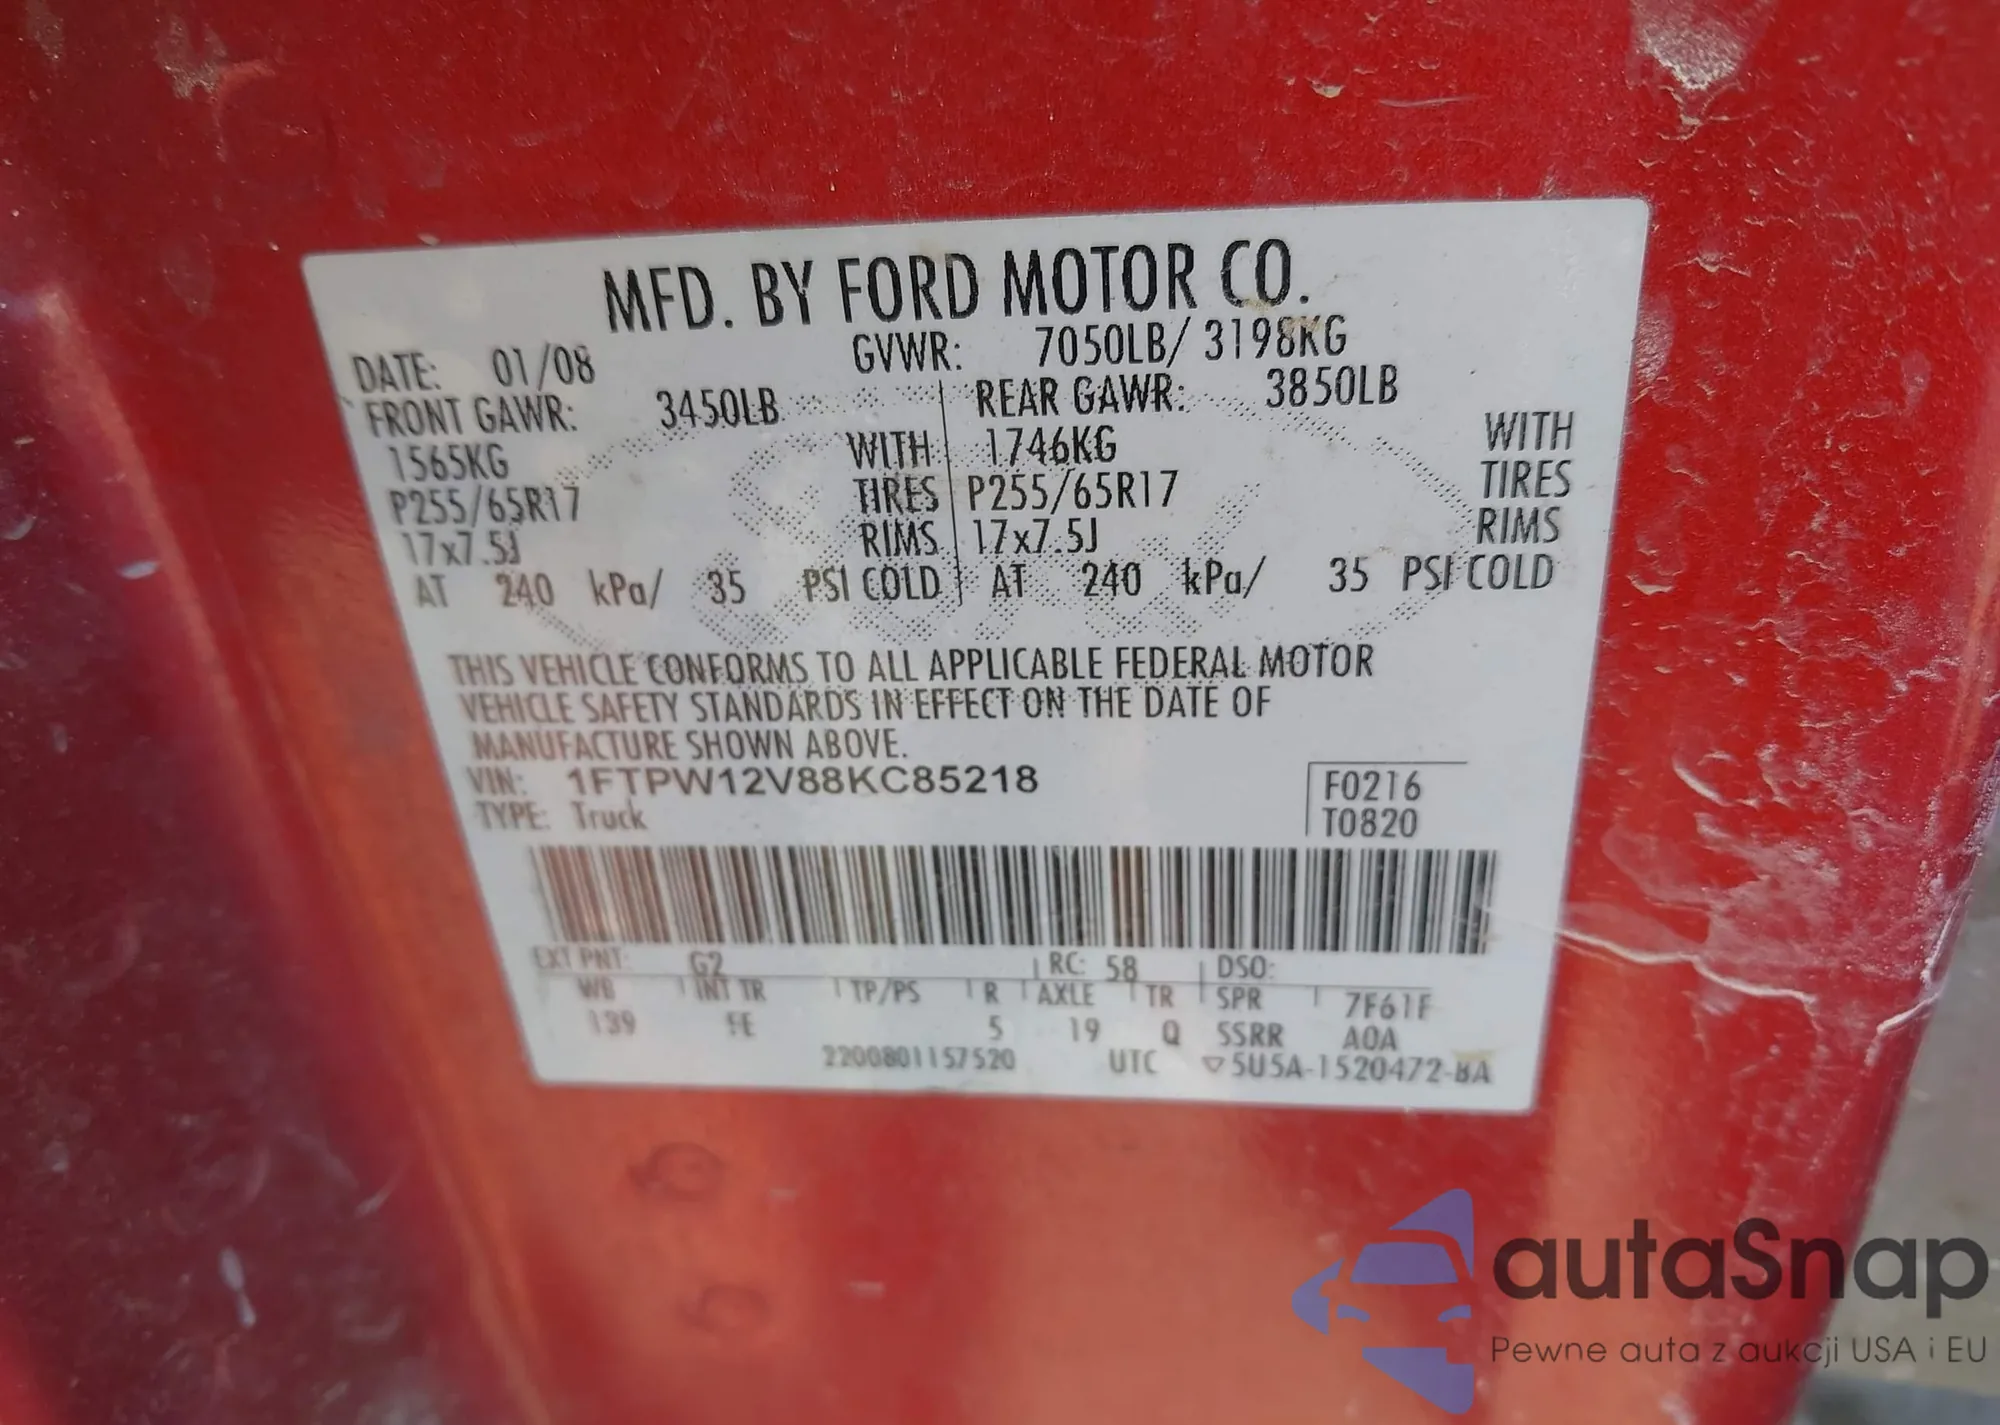 MFD. BY FORD MOTOR CO.
DATE: 01/08 GVWR: 7050LB/ 3198KG
FRONT GAWR: 3450LB REAR GAWR: 3850LB
1565KG WITH 1746KG WITH
P255/65R17 TIRES P255/65R17 TIRES
17x7.5J RIMS 17x7.5J RIMS
AT 240 kPa/ 35 PSI COLD AT 240 kPa/ 35 PSI COLD
THIS VEHICLE CONFORMS TO ALL APPLICABLE FEDERAL MOTOR
VEHICLE SAFETY STANDARDS IN EFFECT ON THE DATE OF
MANUFACTURE SHOWN ABOVE.
VIN: 1FTPW12V88KC85218 F0216
TYPE: Truck T0820
EXT PNT: G2 RC: 58 DSO:
WB INT TR TP/PS R AXLE TR SPR 7F61F
139 FE 5 19 Q SSRR A0A
2200801157520 UTC ▽5U5A-1520472-BA
autaSnap
Pewne auta z aukcji USA i EU